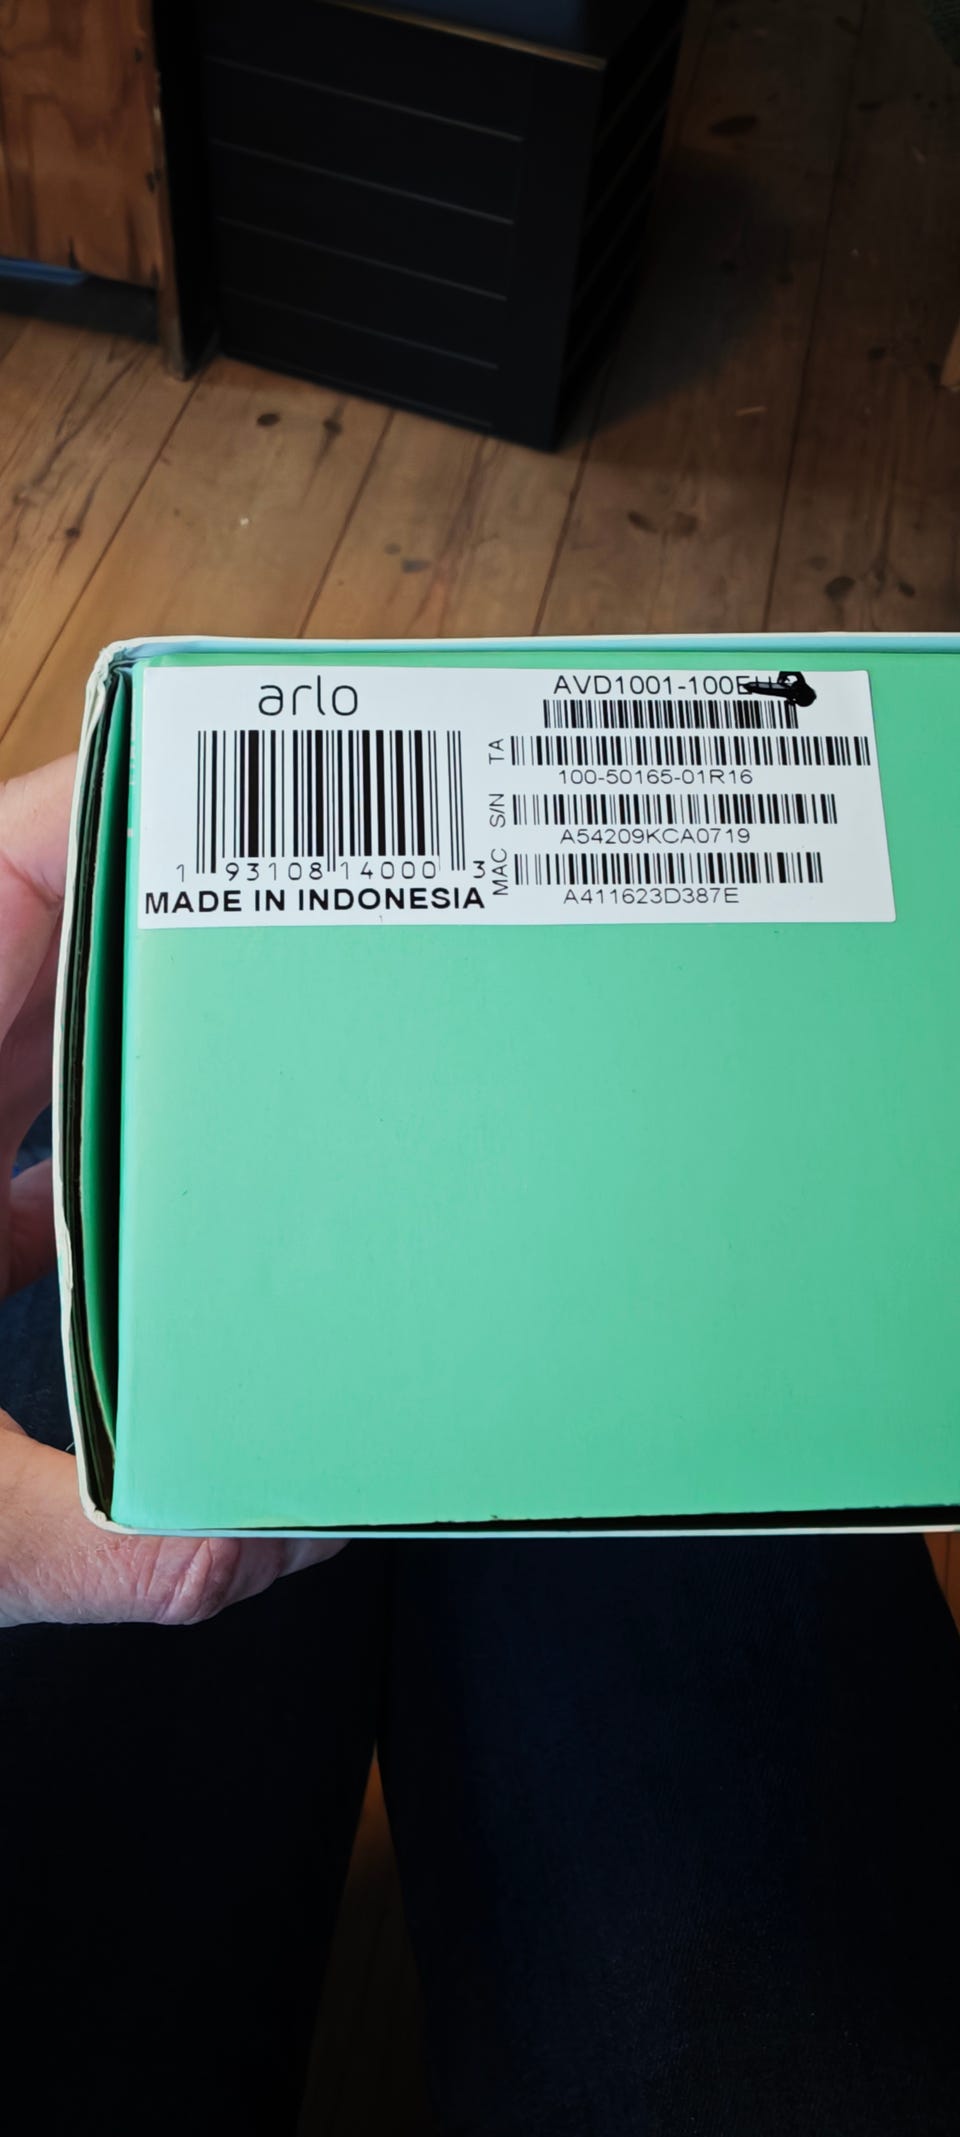 arlo
AVD1001-100E
TA
100-50165-01R16
S/N
A54209KCA0719
MAC
A411623D387E
1 93108 14000 3
MADE IN INDONESIA